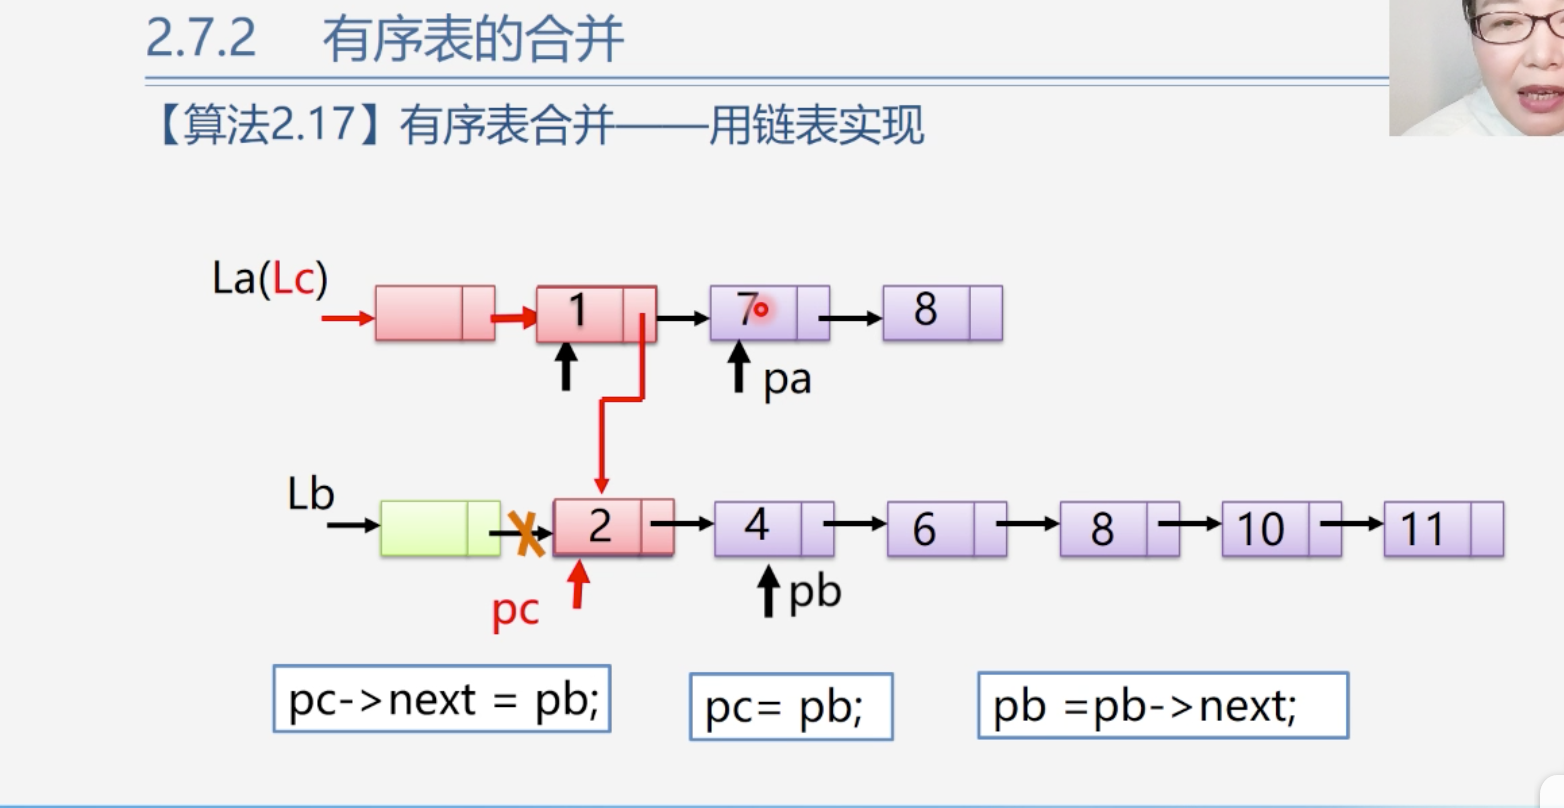 2.7.2 有序表的合并
【算法2.17】有序表合并——用链表实现
La(Lc)
1
7
8
pa
Lb
2
4
6
8
10
11
pc
pb
pc->next = pb;
pc= pb;
pb =pb->next;